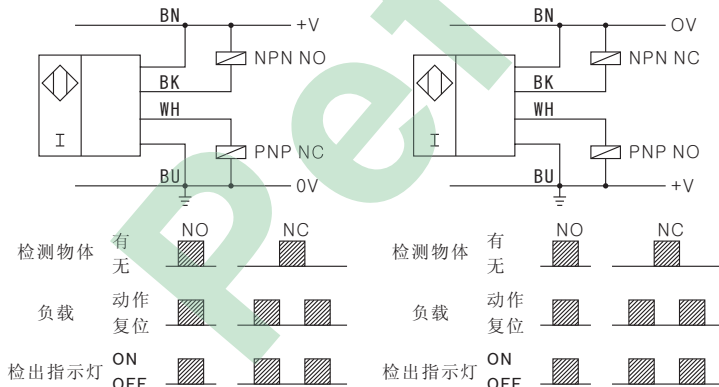 BN +V
NPN NO
BK
WH
I
PNP NC
BU 0V
BN 0V
NPN NC
BK
WH
I
PNP NO
BU +V
NO NC
检测物体 有
无
负载 动作
复位
检出指示灯 ON
OFF
NO NC
检测物体 有
无
负载 动作
复位
检出指示灯 ON
OFF